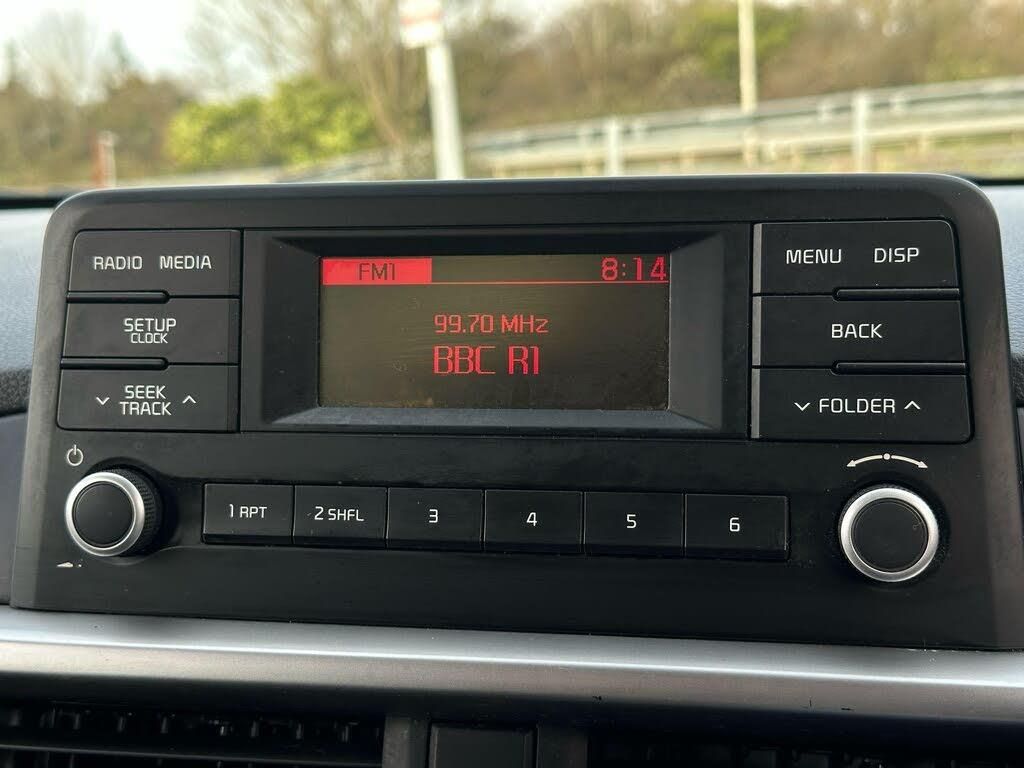 RADIO MEDIA
SETUP
CLOCK
SEEK
TRACK
FM1 8:14
99.70 MHz
BBC R1
MENU DISP
BACK
FOLDER
1 RPT
2 SHFL
3
4
5
6